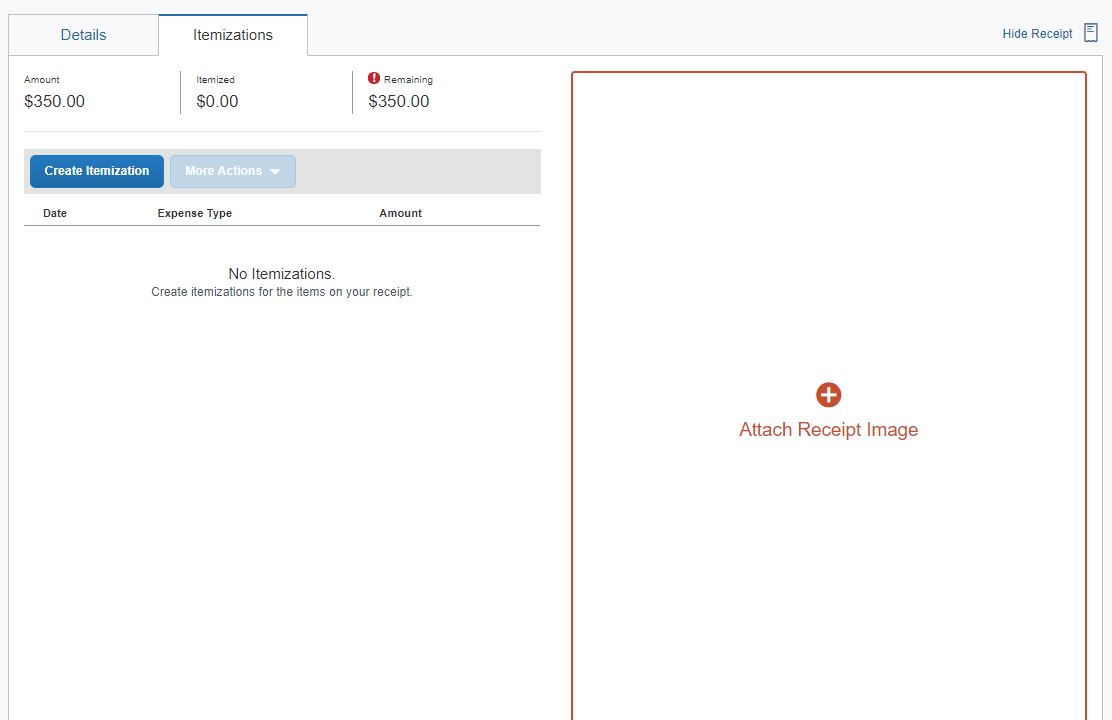 Details
Itemizations
Hide Receipt
Amount
$350.00
Itemized
$0.00
Remaining
$350.00
Create Itemization
More Actions
Date
Expense Type
Amount
No Itemizations.
Create itemizations for the items on your receipt.
Attach Receipt Image